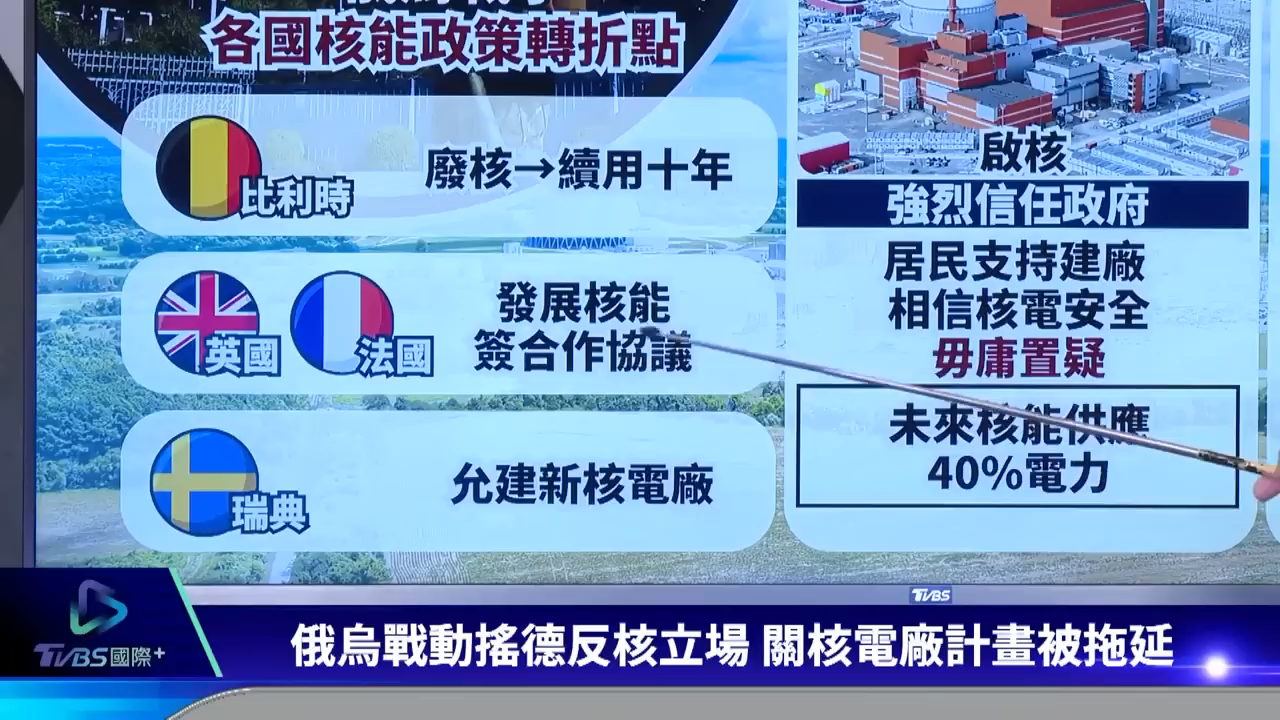 各國核能政策轉折點
比利時
廢核→續用十年
英國
法國
發展核能
簽合作協議
瑞典
允建新核電廠
啟核
強烈信任政府
居民支持建廠
相信核電安全
毋庸置疑
未來核能供應
40%電力
TVBS
TVBS國際+
俄烏戰動搖德反核立場 關核電廠計畫被拖延